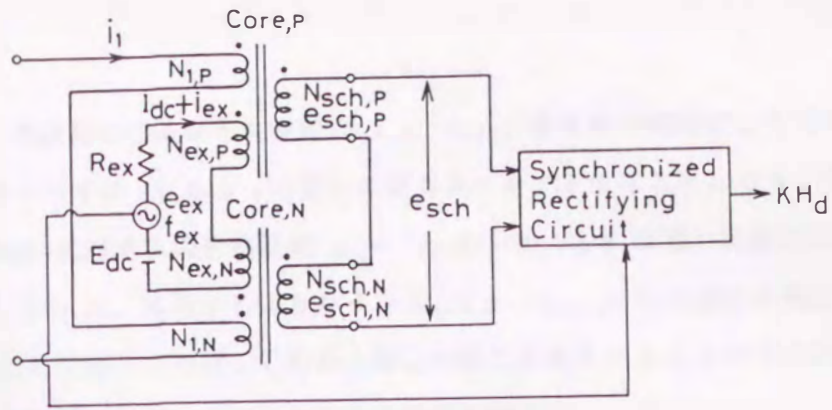 Core,P
i1
N1,P
Idc+iex
Nex,P
Rex
eex
fex
Edc
Core,N
Nex,N
N1,N
Nsch,P
esch,P
esch
Nsch,N
esch,N
Synchronized
Rectifying
Circuit
KHd